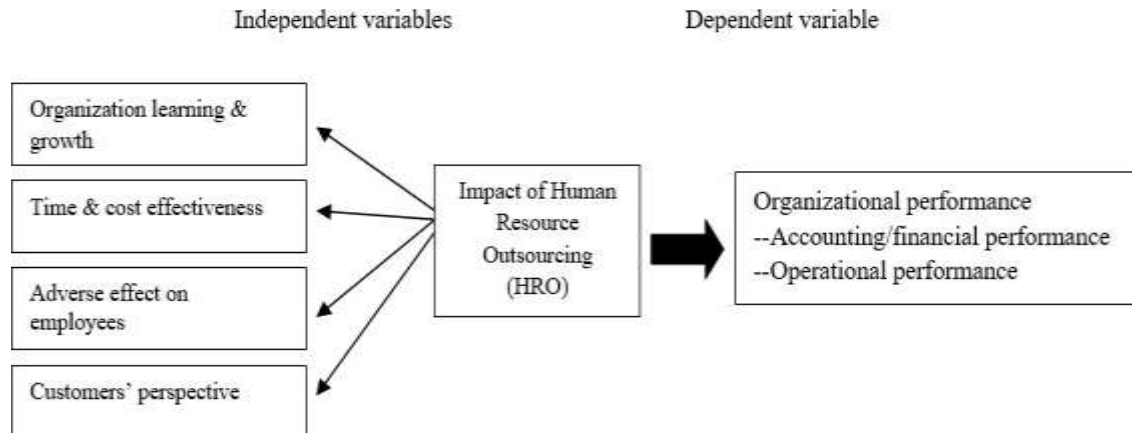 Independent variables
Dependent variable
Organization learning &
growth
Time & cost effectiveness
Adverse effect on
employees
Customers’ perspective
Impact of Human
Resource
Outsourcing
(HRO)
Organizational performance
--Accounting/financial performance
--Operational performance